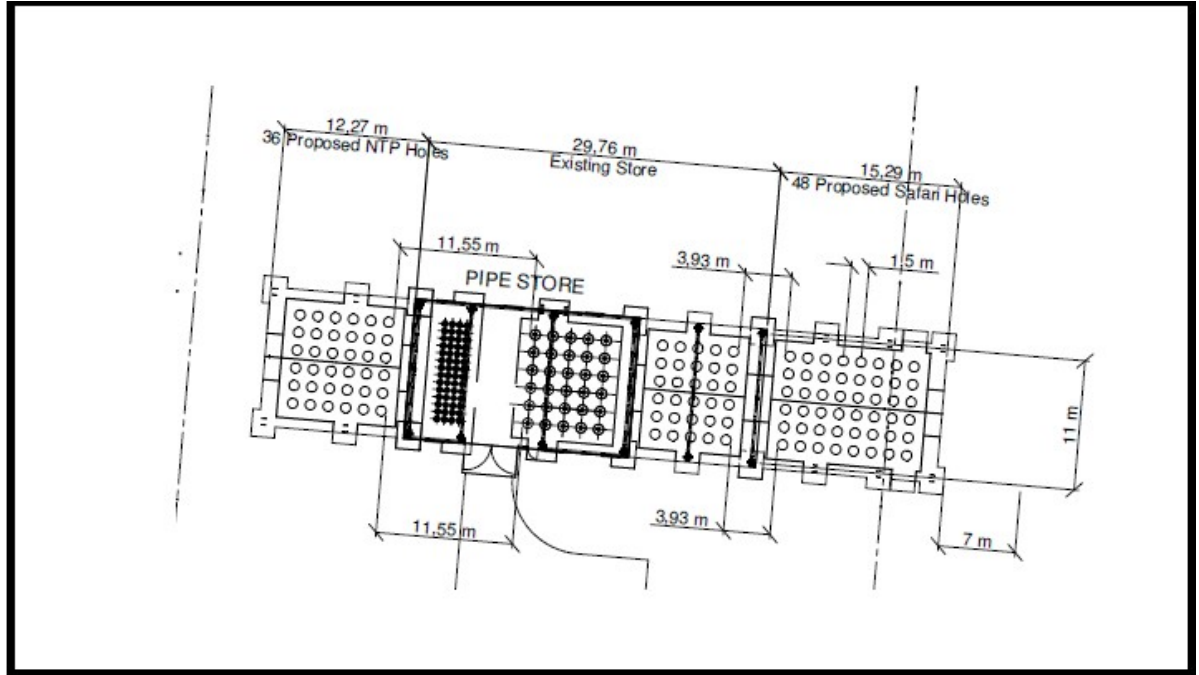 12,27 m
36 Proposed NTP Holes
29,76 m
Existing Store
15,29 m
48 Proposed Safari Holes
11,55 m
3,93 m
1,5 m
PIPE STORE
11 m
11,55 m
3,93 m
7 m